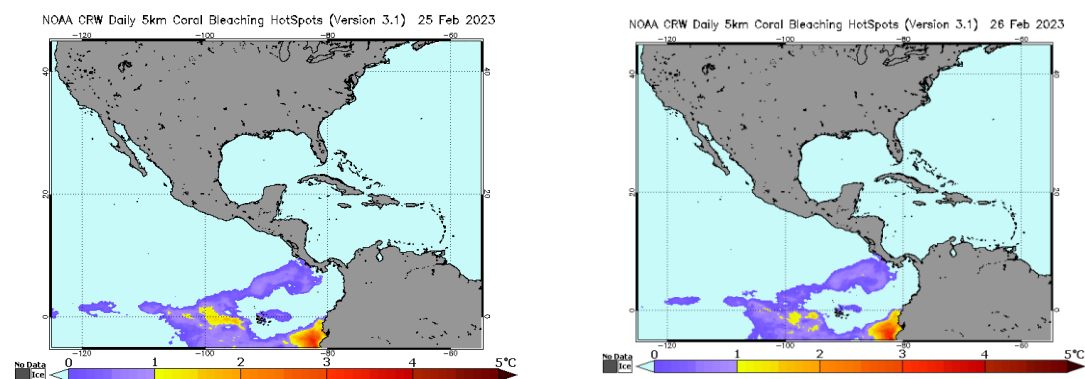 NOAA CRW Daily 5km Coral Bleaching HotSpots (Version 3.1) 25 Feb 2023
-120 -100 -80 -60
40 40
20 20
0 0
-120 -100 -80 -60
No Data
Ice
0 1 2 3 4 5°C
NOAA CRW Daily 5km Coral Bleaching HotSpots (Version 3.1) 26 Feb 2023
-120 -100 -80 -60
40 40
20 20
0 0
-120 -100 -80 -60
No Data
Ice
0 1 2 3 4 5°C